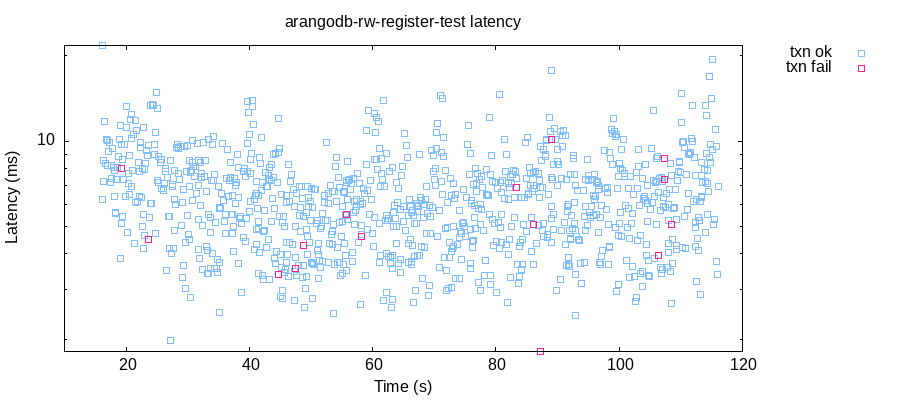 arangodb-rw-register-test latency
txn ok
txn fail
10
Latency (ms)
20 40 60 80 100 120
Time (s)